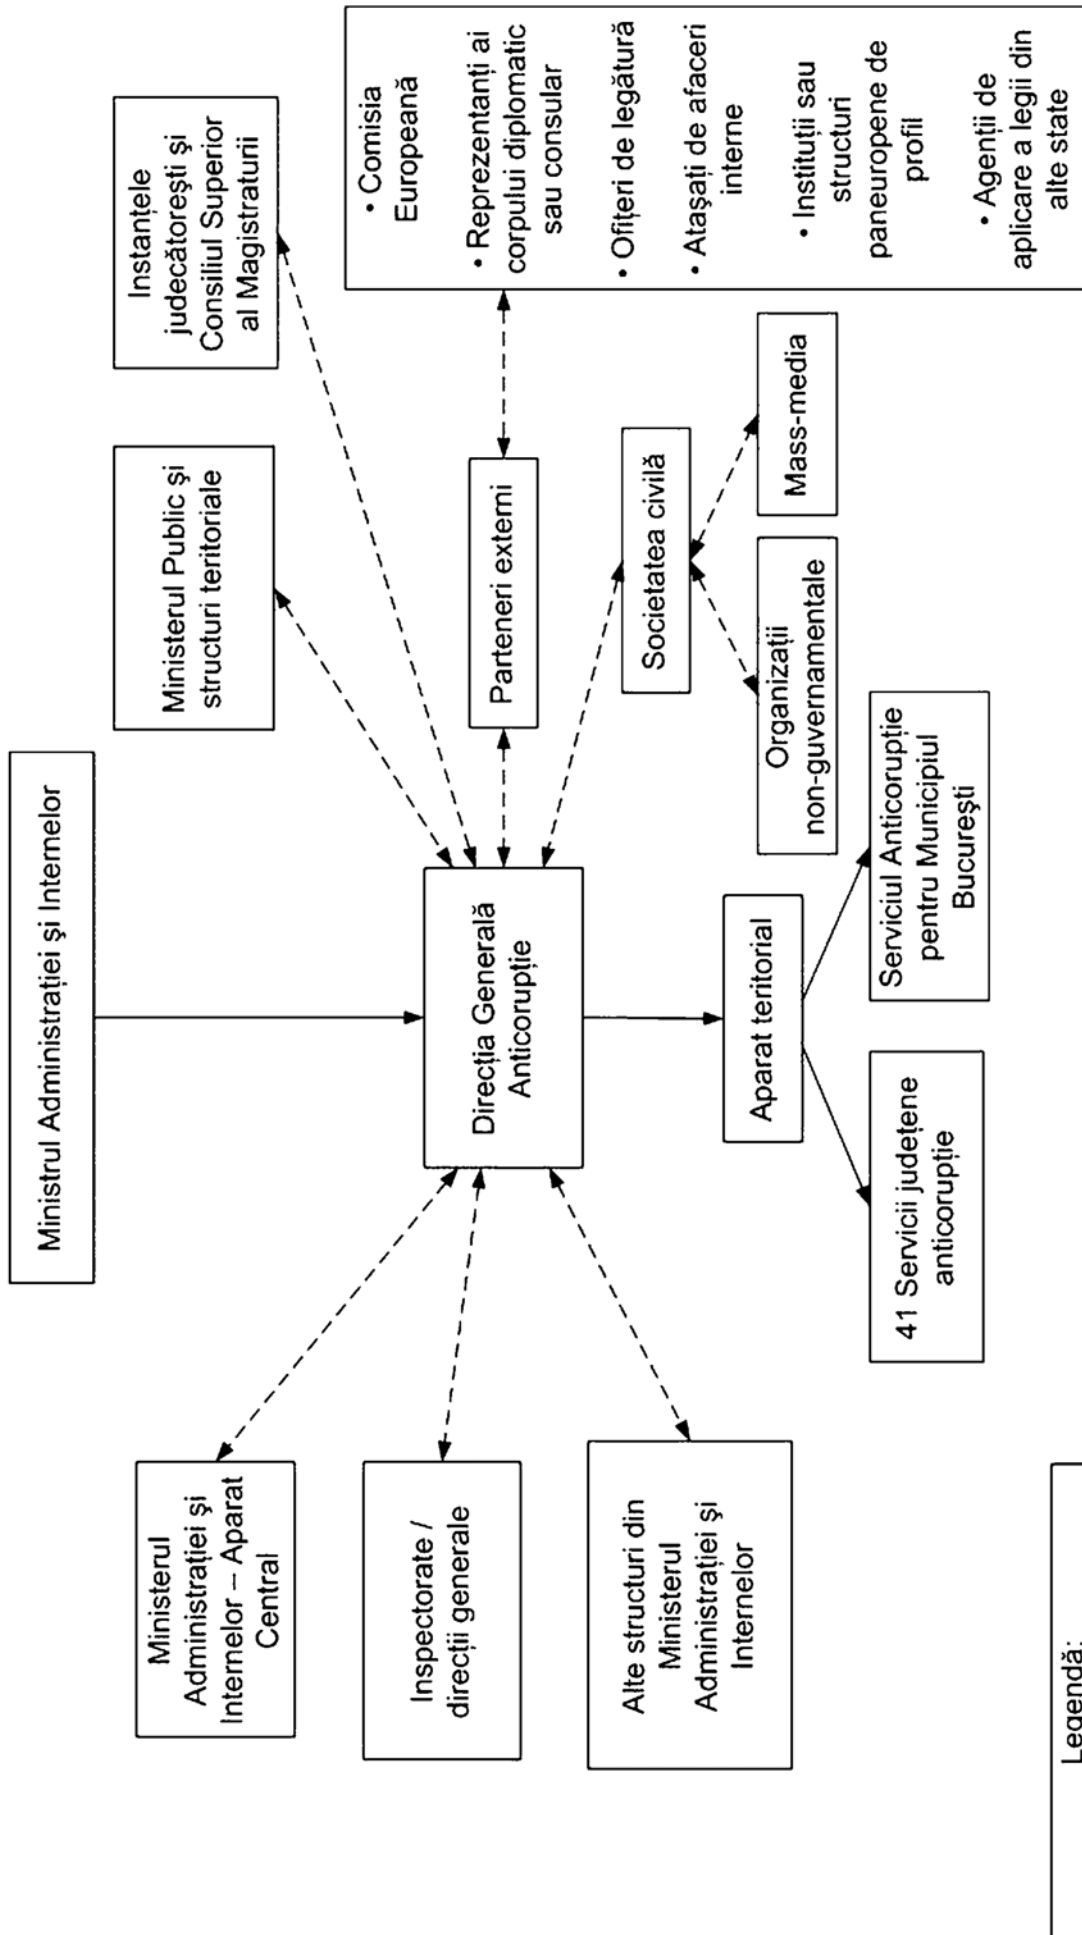 Ministrul Administrației și Internelor
Ministerul
Administrației și
Internelor – Aparat
Central
Inspectorate /
direcții generale
Alte structuri din
Ministerul
Administrației și
Internelor
Direcția Generală
Anticorupție
Ministerul Public și
structuri teritoriale
Instanțele
judecătorești și
Consiliul Superior
al Magistraturii
Parteneri externi
• Comisia
Europeană
• Reprezentanți ai
corpului diplomatic
sau consular
• Ofițeri de legătură
• Atașați de afaceri
interne
• Instituții sau
structuri
paneuropene de
profil
• Agenții de
aplicare a legii din
alte state
Societatea civilă
Organizații
non-guvernamentale
Mass-media
Aparat teritorial
41 Servicii județene
anticorupție
Serviciul Anticorupție
pentru Municipiul
București
Legendă: